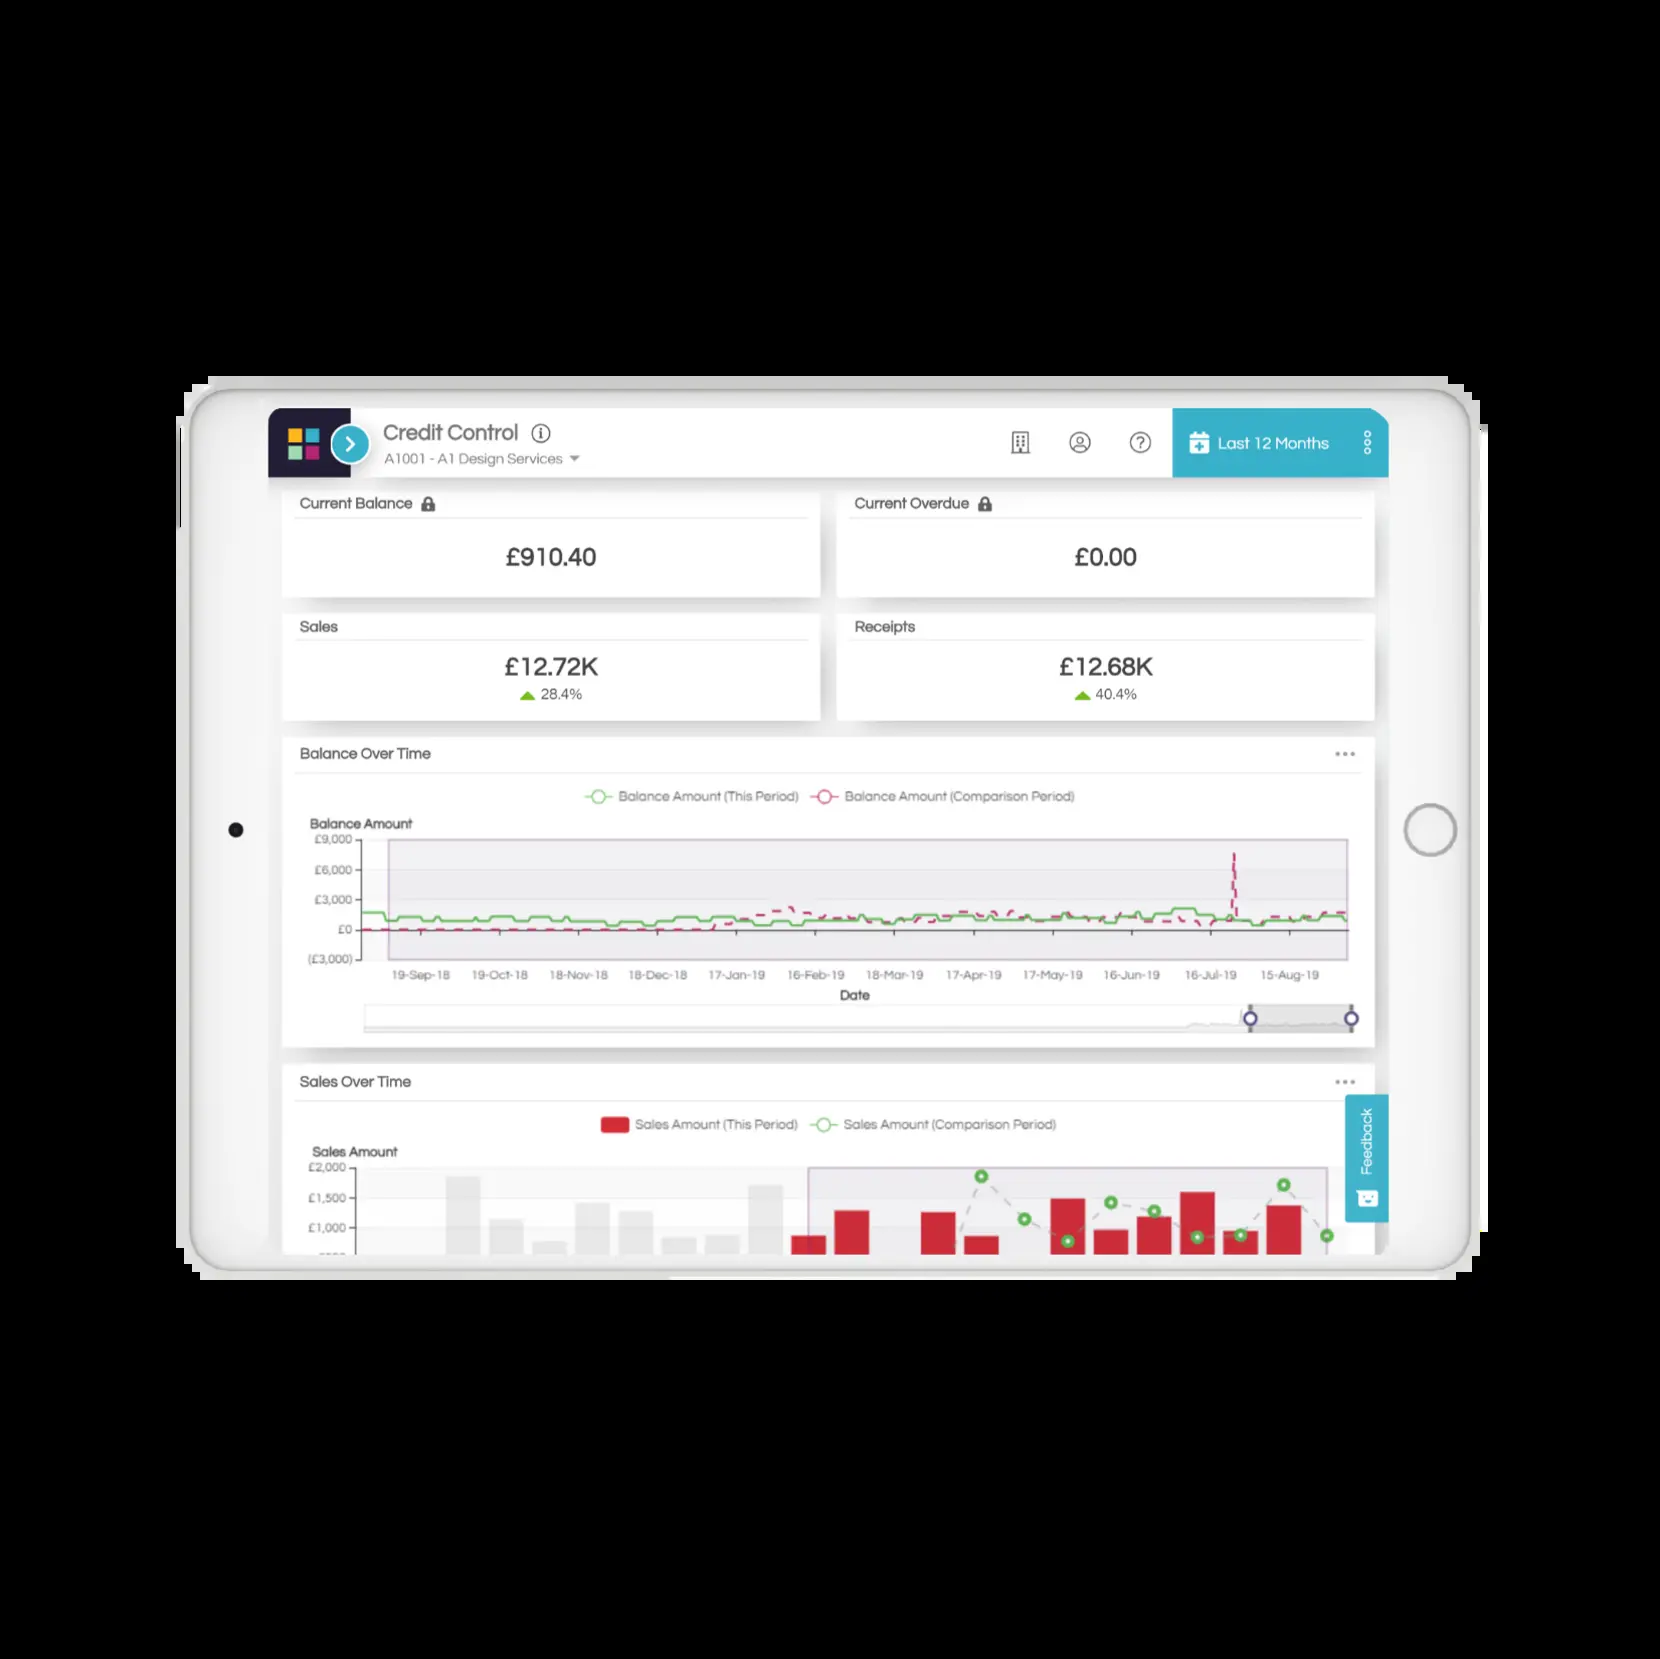 Credit Control
A1001 - A1 Design Services
Last 12 Months
Current Balance
£910.40
Current Overdue
£0.00
Sales
£12.72K
28.4%
Receipts
£12.68K
40.4%
Balance Over Time
Balance Amount (This Period) Balance Amount (Comparison Period)
Balance Amount
£9,000
£6,000
£3,000
£0
(£3,000)
19-Sep-18 19-Oct-18 18-Nov-18 18-Dec-18 17-Jan-19 16-Feb-19 18-Mar-19 17-Apr-19 17-May-19 16-Jun-19 16-Jul-19 15-Aug-19
Date
Sales Over Time
Sales Amount (This Period) Sales Amount (Comparison Period)
Sales Amount
£2,000
£1,500
£1,000
Feedback